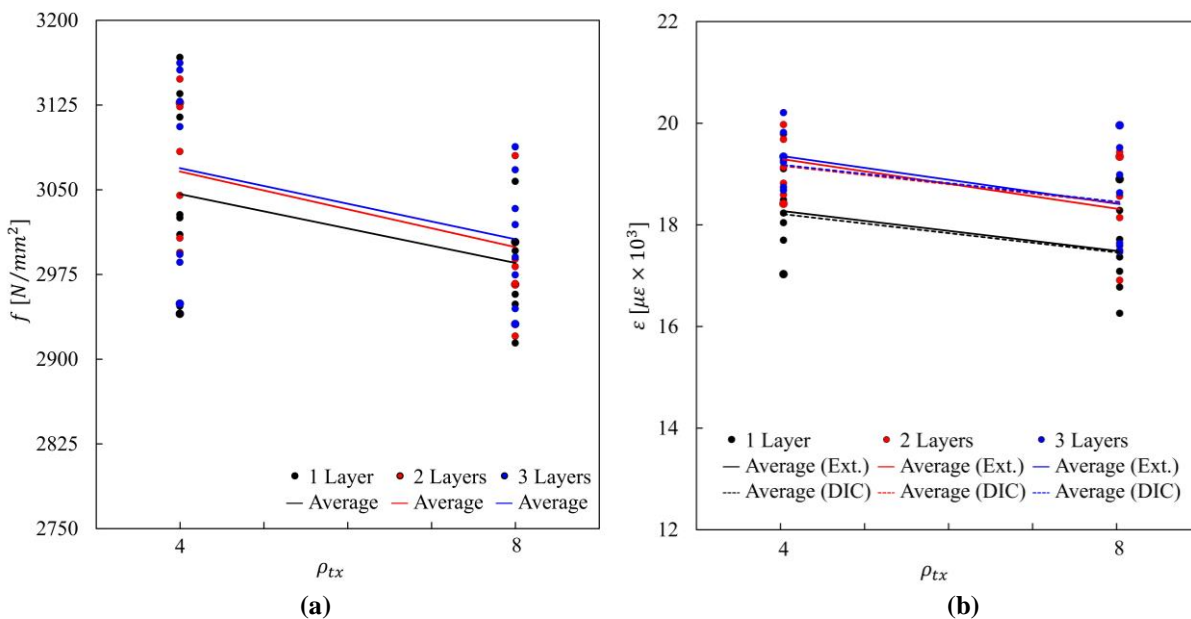 3200
3125
3050
2975
2900
2825
2750
f [N/mm²]
1 Layer 2 Layers 3 Layers
Average Average Average
4 8
ρtx
(a)
22
20
18
16
14
12
ε [με × 10³]
1 Layer 2 Layers 3 Layers
Average (Ext.) Average (Ext.) Average (Ext.)
Average (DIC) Average (DIC) Average (DIC)
4 8
ρtx
(b)